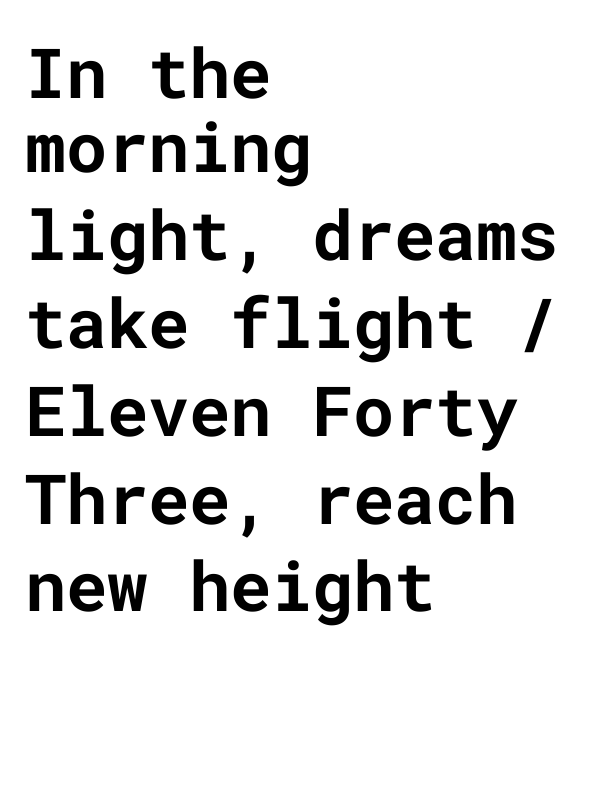 In the
morning
light, dreams
take flight /
Eleven Forty
Three, reach
new height